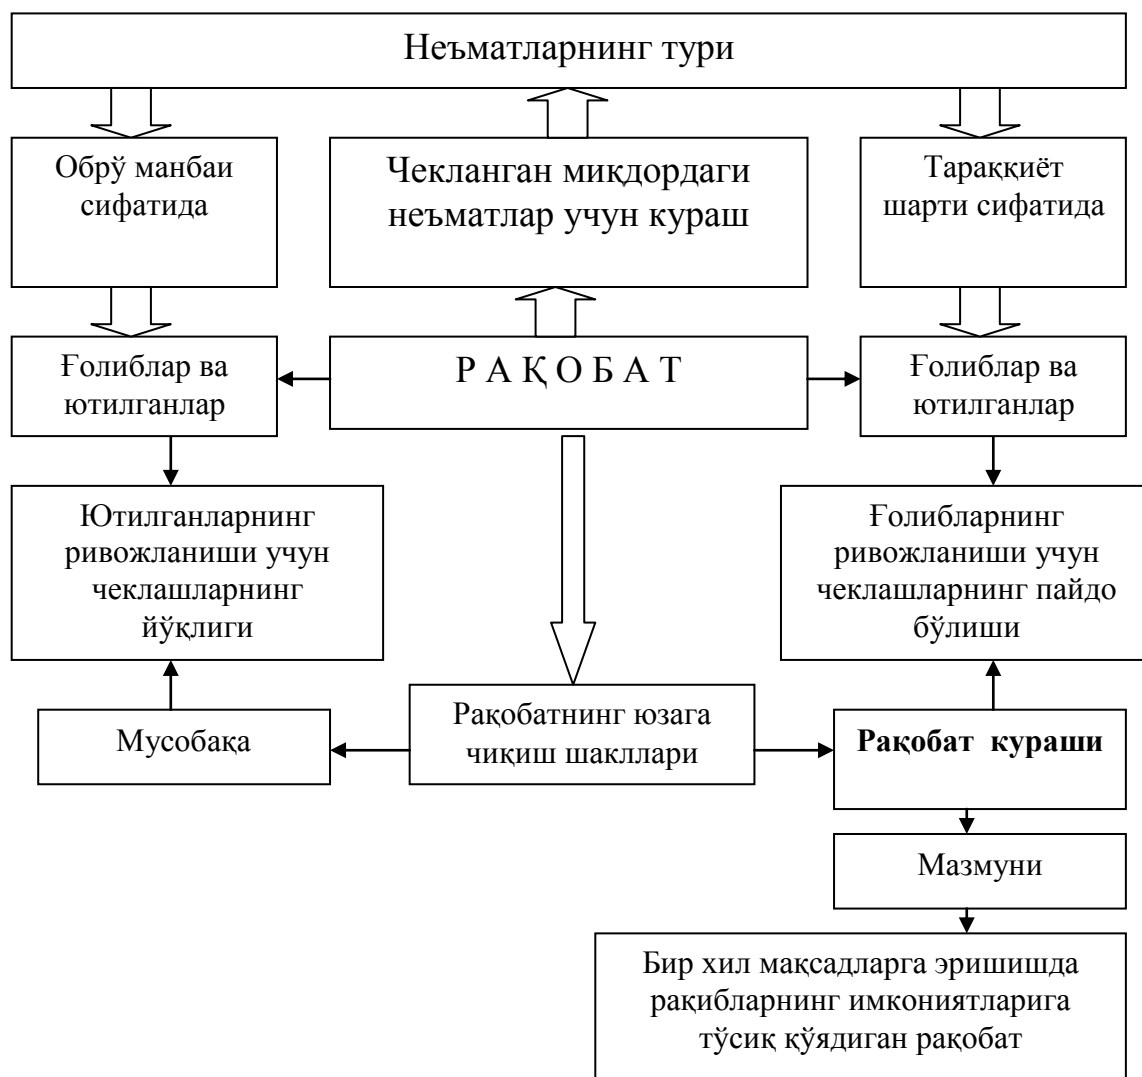 Неъматларнинг тури
Обрў манбаи
сифатида
Чекланган миқдордаги
неъматлар учун кураш
Тараққиёт
шарти сифатида
Ғолиблар ва
ютилганлар
Р А Қ О Б А Т
Ғолиблар ва
ютилганлар
Ютилганларнинг
ривожланиши учун
чеклашларнинг
йўқлиги
Ғолибларнинг
ривожланиши учун
чеклашларнинг пайдо
бўлиши
Мусобақа
Рақобатнинг юзага
чиқиш шакллари
Рақобат кураши
Мазмуни
Бир хил мақсадларга эришишда
рақибларнинг имкониятларига
тўсиқ қўядиган рақобат